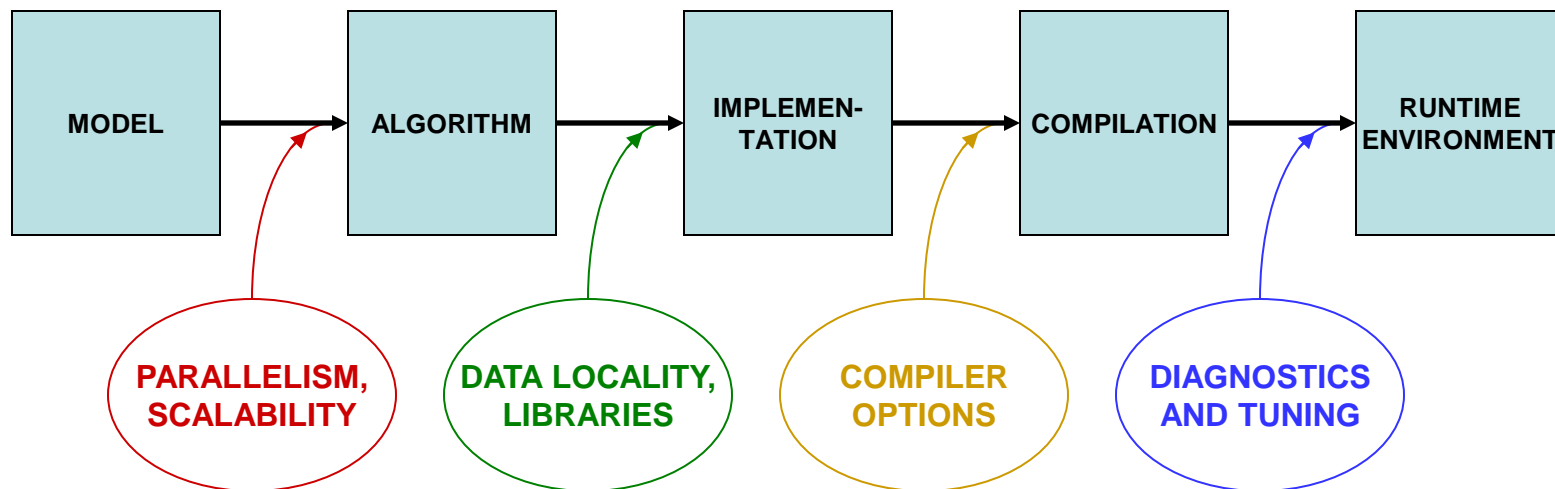 MODEL
ALGORITHM
IMPLEMEN-
TATION
COMPILATION
RUNTIME
ENVIRONMENT
PARALLELISM,
SCALABILITY
DATA LOCALITY,
LIBRARIES
COMPILER
OPTIONS
DIAGNOSTICS
AND TUNING